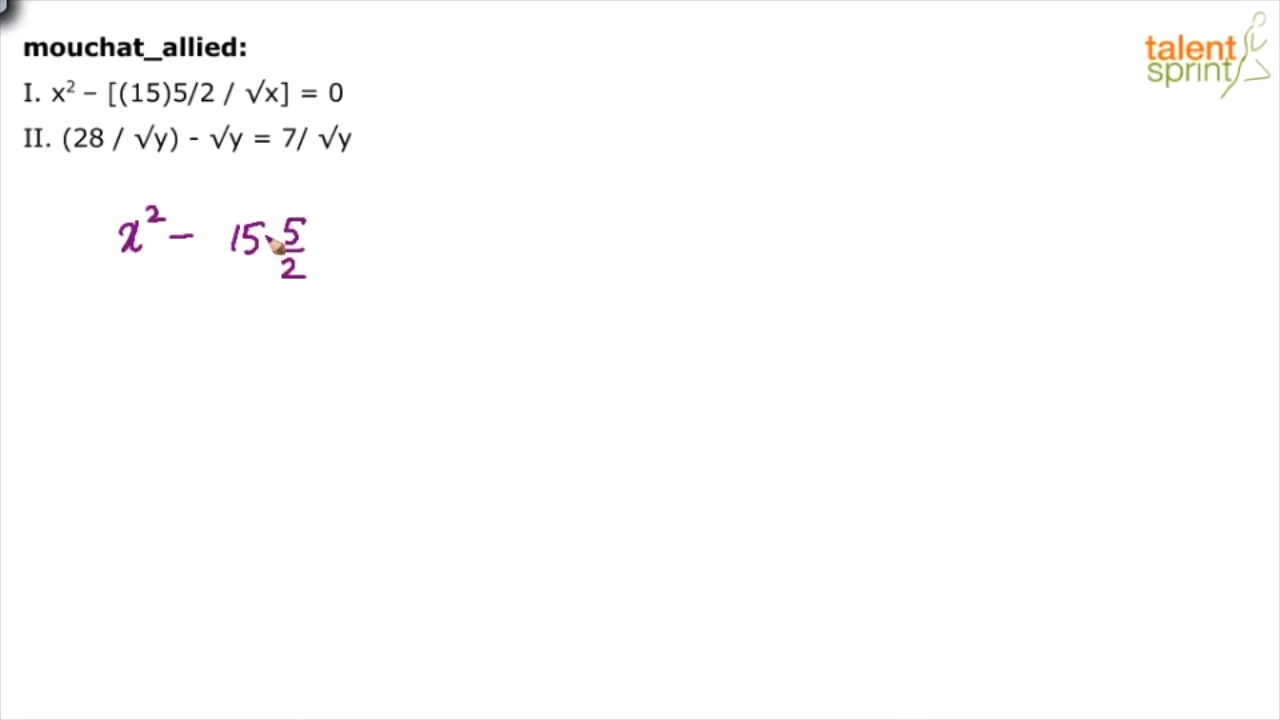 mouchat_allied:
talent
sprint
I. x² – [(15)5/2 / √x] = 0
II. (28 / √y) - √y = 7/ √y
x² – 15 5/2